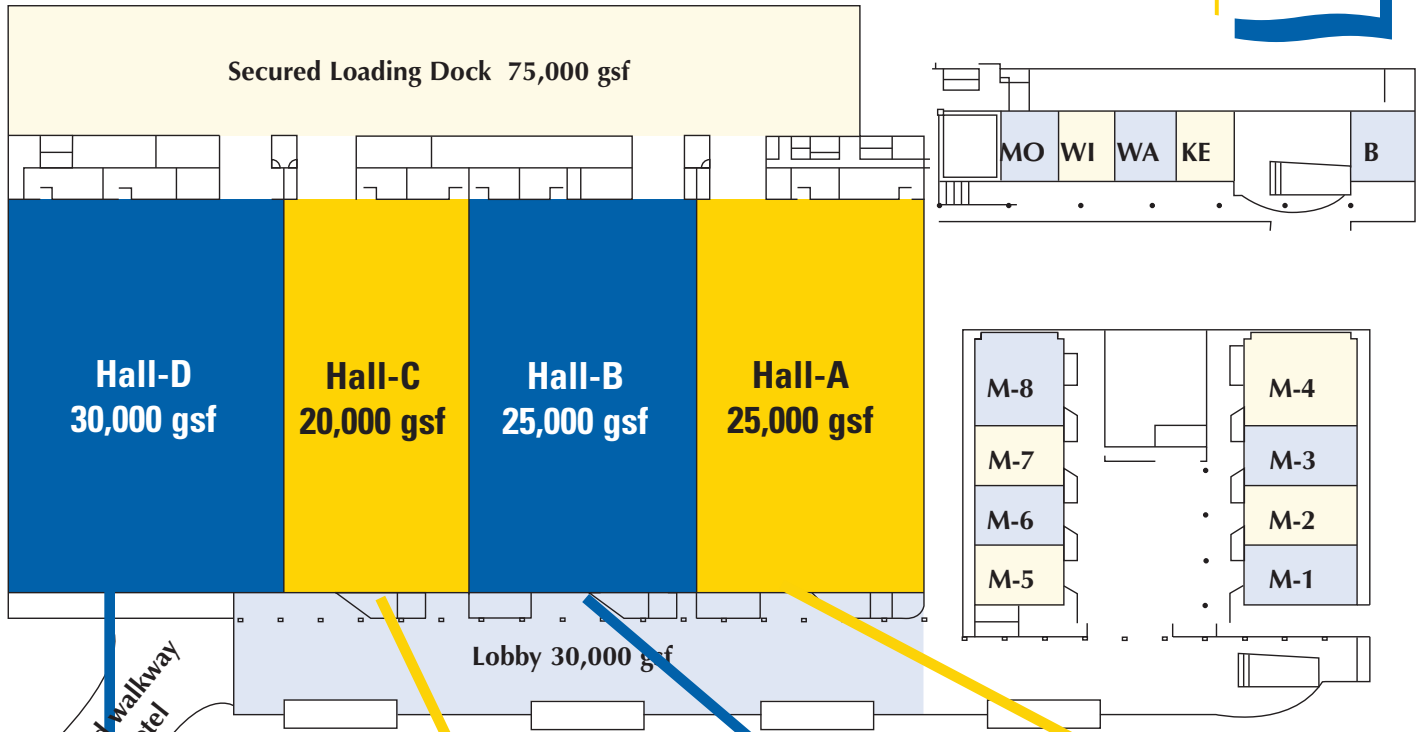 Secured Loading Dock 75,000 gsf
MO WI WA KE B
Hall-D
30,000 gsf
Hall-C
20,000 gsf
Hall-B
25,000 gsf
Hall-A
25,000 gsf
M-8
M-7
M-6
M-5
M-4
M-3
M-2
M-1
Lobby 30,000 gsf
walkway